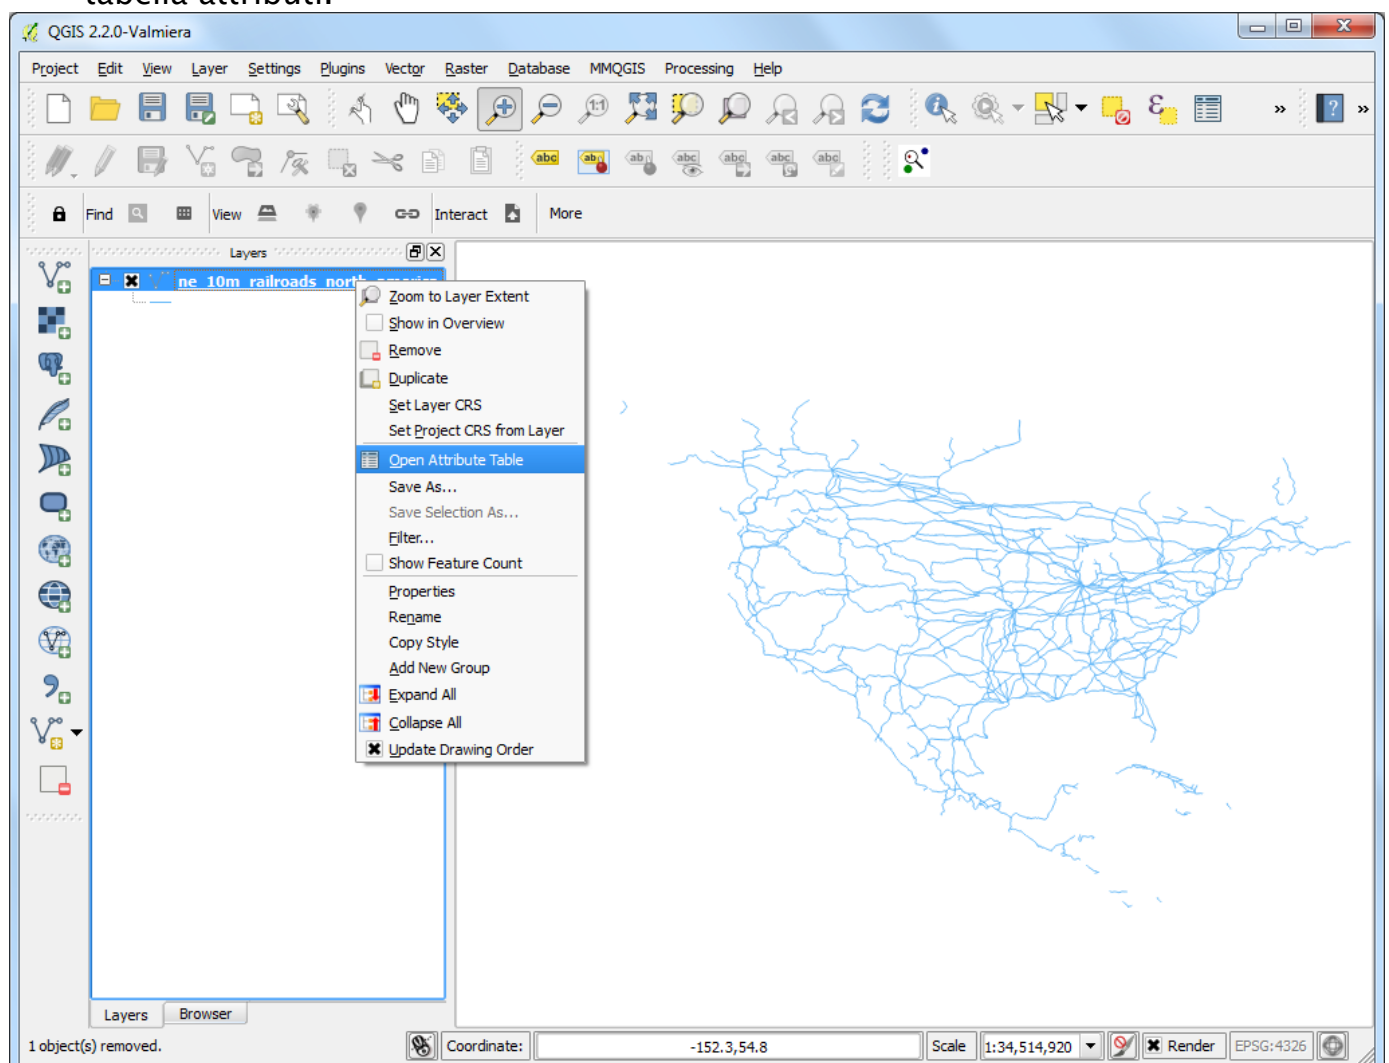 tabella attributi.
QGIS 2.2.0-Valmiera
Project Edit View Layer Settings Plugins Vector Raster Database MMQGIS Processing Help
Find View Interact More
Layers
ne_10m_railroads_north_america
Zoom to Layer Extent
Show in Overview
Remove
Duplicate
Set Layer CRS
Set Project CRS from Layer
Open Attribute Table
Save As...
Save Selection As...
Filter...
Show Feature Count
Properties
Rename
Copy Style
Add New Group
Expand All
Collapse All
Update Drawing Order
Layers Browser
1 object(s) removed. Coordinate: -152.3,54.8 Scale 1:34,514,920 Render EPSG:4326